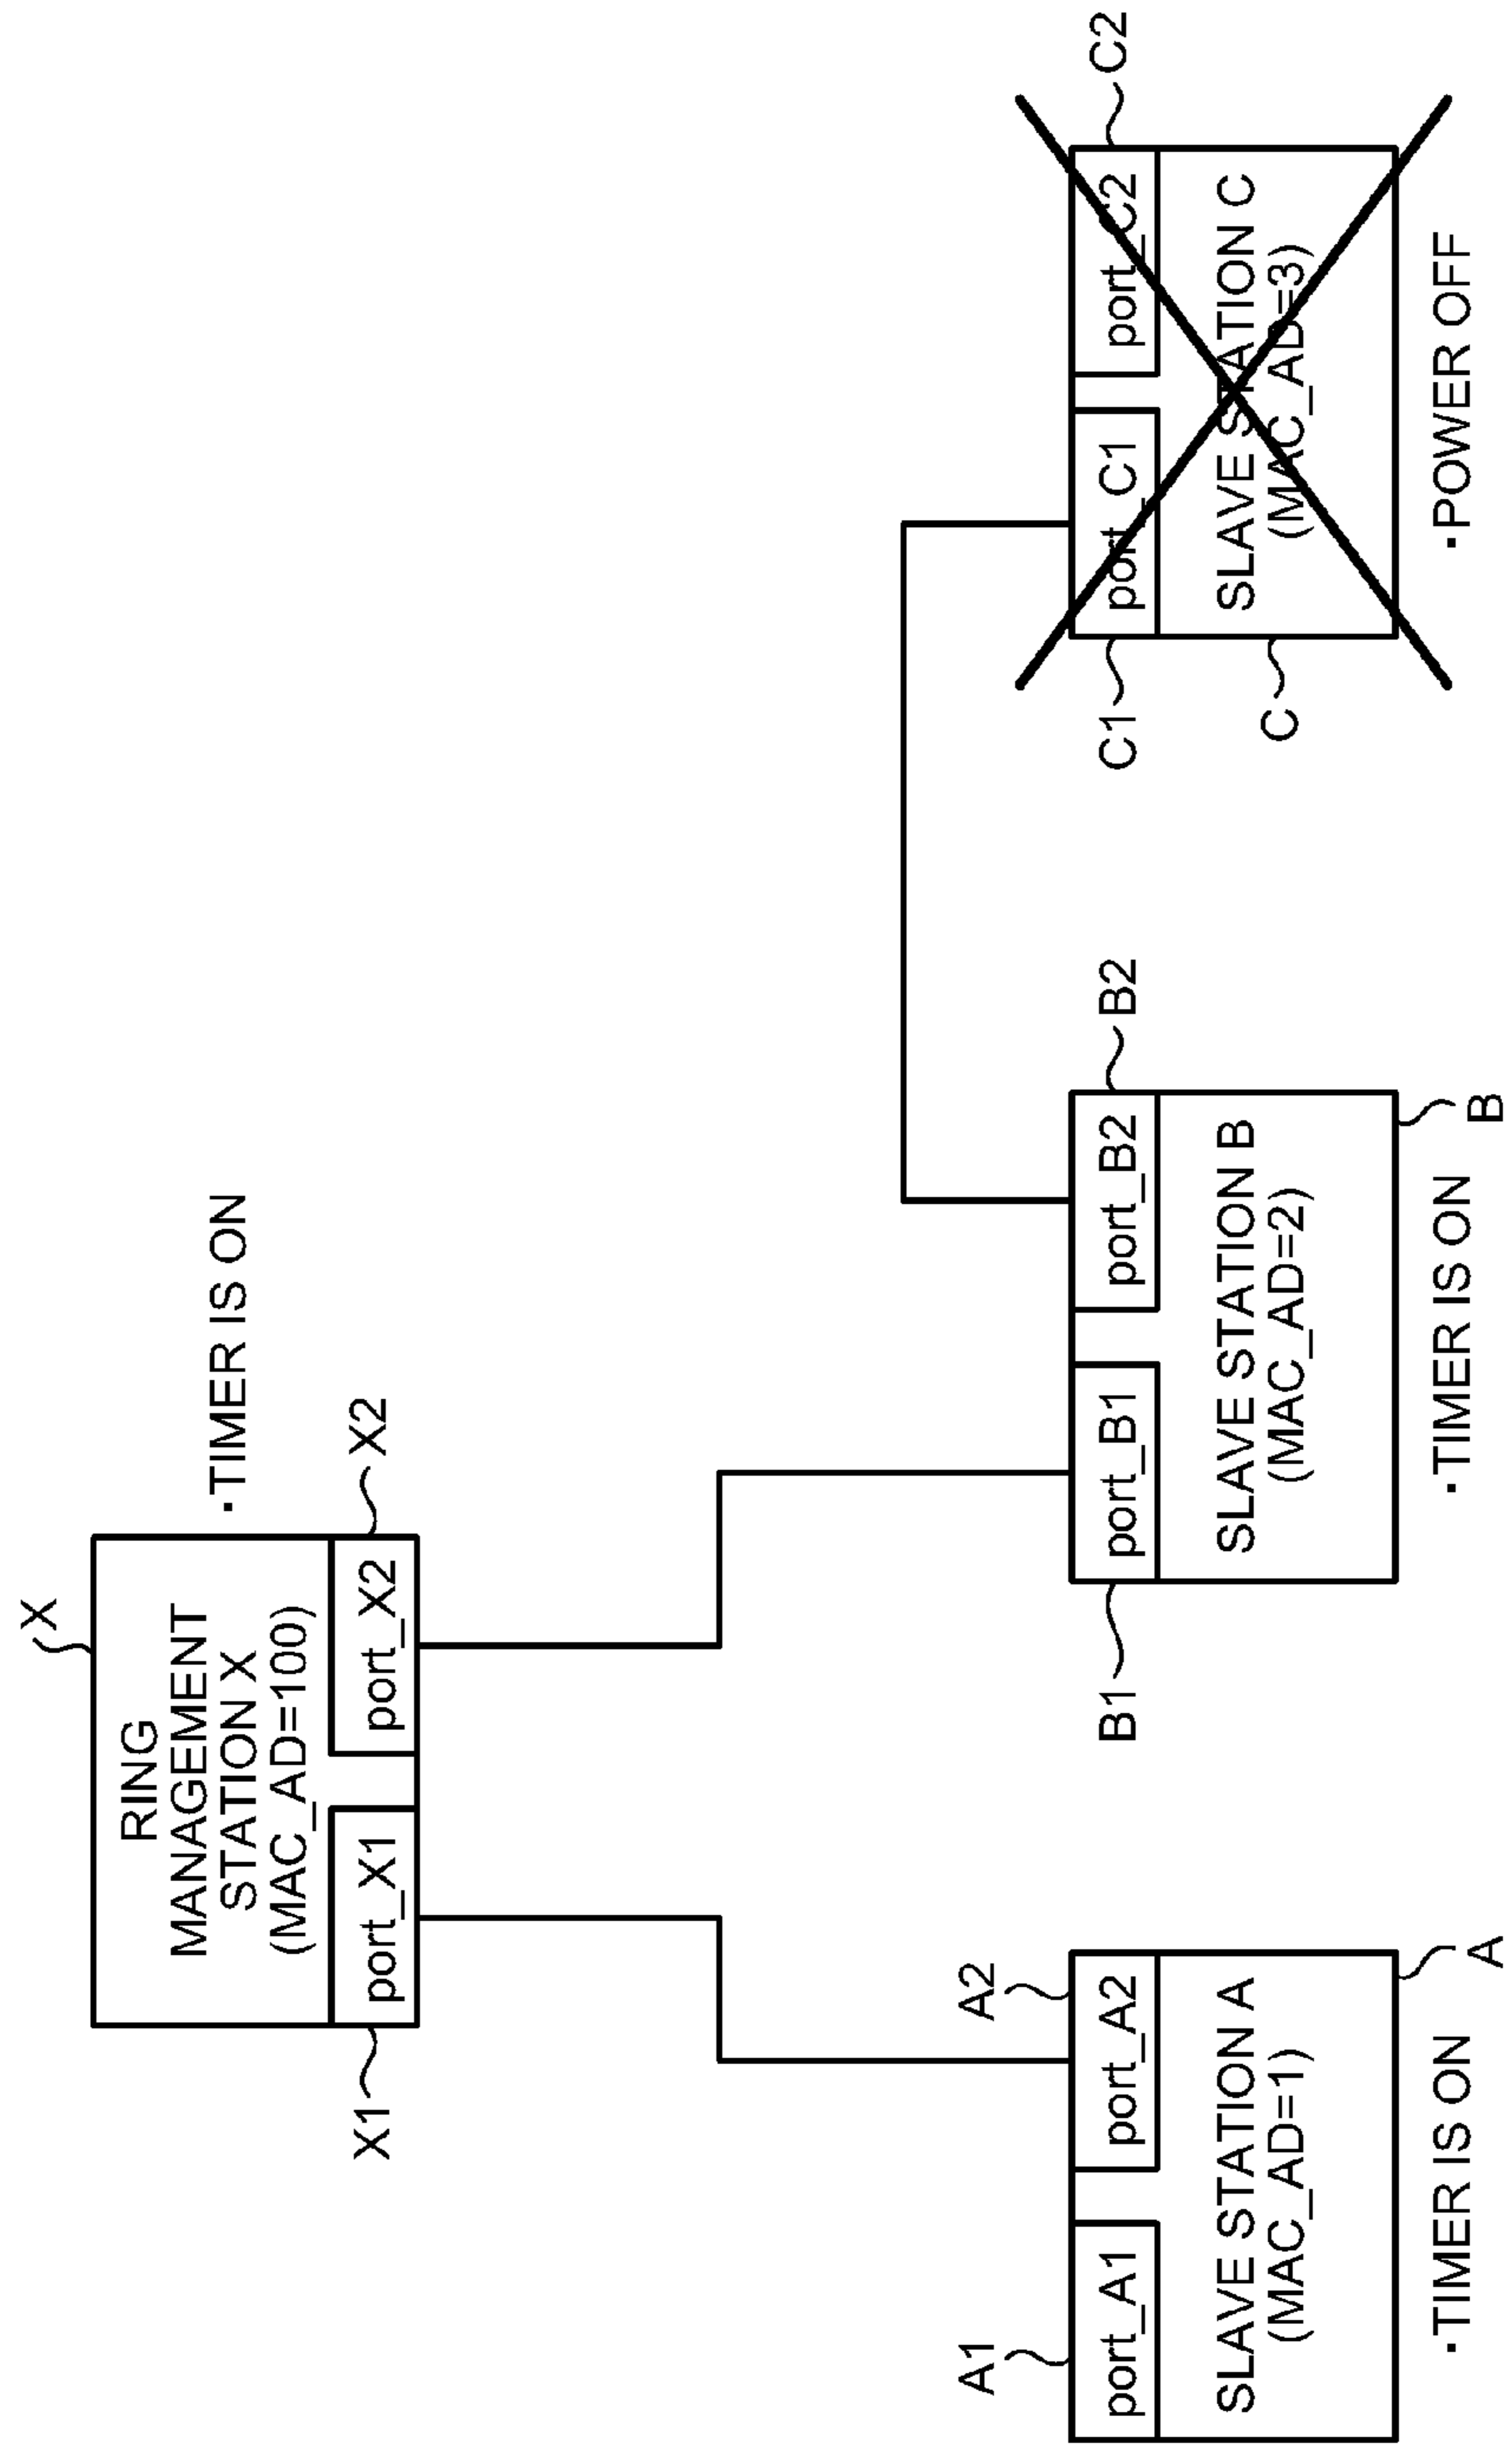 X
RING
MANAGEMENT
STATION X
(MAC_AD=100)
・TIMER IS ON
port_X1
port_X2
X1
X2
A1
A2
port_A1
port_A2
SLAVE STATION A
(MAC_AD=1)
A
・TIMER IS ON
B1
port_B1
port_B2
B2
SLAVE STATION B
(MAC_AD=2)
B
・TIMER IS ON
C1
port_C1
port_C2
C2
SLAVE STATION C
(MAC_AD=3)
C
・POWER OFF